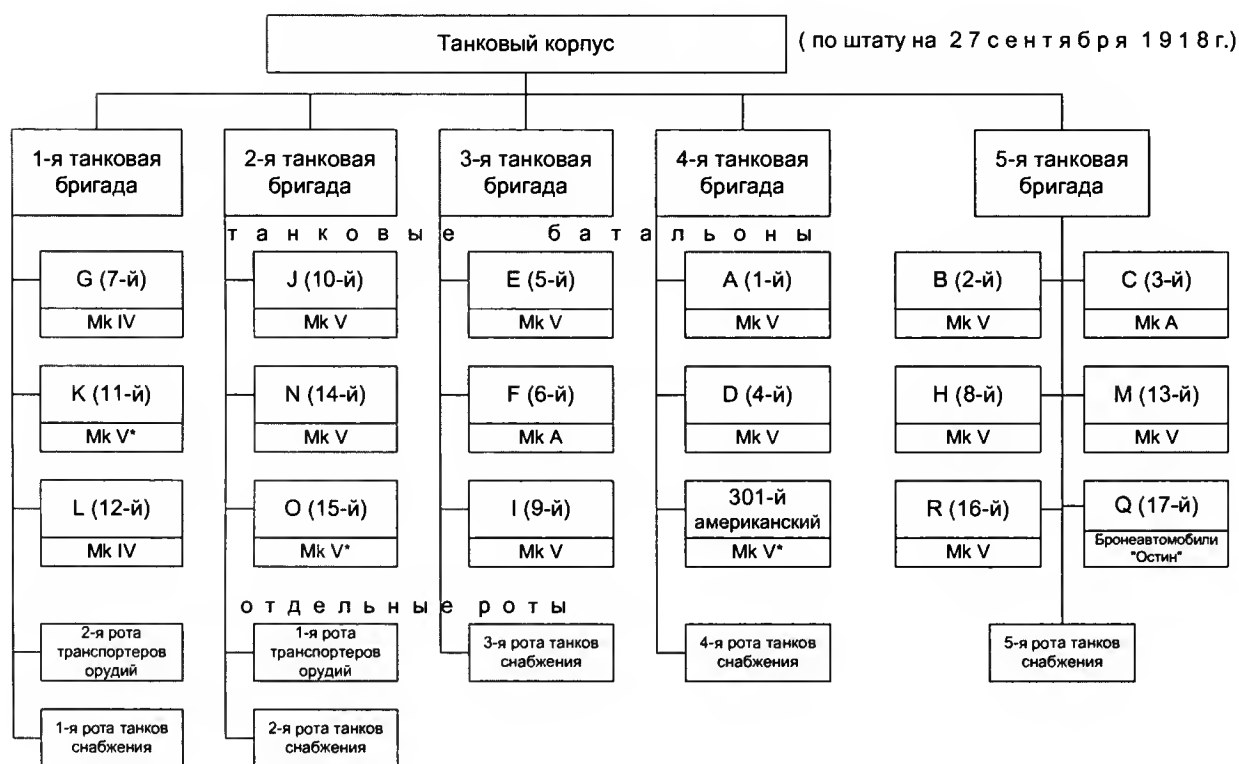 Танковый корпус
( по штату на 27 сентября 1918г.)
1-я танковая
бригада
2-я танковая
бригада
3-я танковая
бригада
4-я танковая
бригада
5-я танковая
бригада
танковые батальоны
G (7-й)
Mk IV
J (10-й)
Mk V
E (5-й)
Mk V
A (1-й)
Mk V
B (2-й)
Mk V
C (3-й)
Mk A
K (11-й)
Mk V*
N (14-й)
Mk V
F (6-й)
Mk A
D (4-й)
Mk V
H (8-й)
Mk V
M (13-й)
Mk V
L (12-й)
Mk IV
O (15-й)
Mk V*
I (9-й)
Mk V
301-й
американский
Mk V*
R (16-й)
Mk V
Q (17-й)
Бронеавтомобили
"Остин"
отдельные роты
2-я рота
транспортеров
орудий
1-я рота
транспортеров
орудий
3-я рота танков
снабжения
4-я рота танков
снабжения
5-я рота танков
снабжения
1-я рота танков
снабжения
2-я рота танков
снабжения